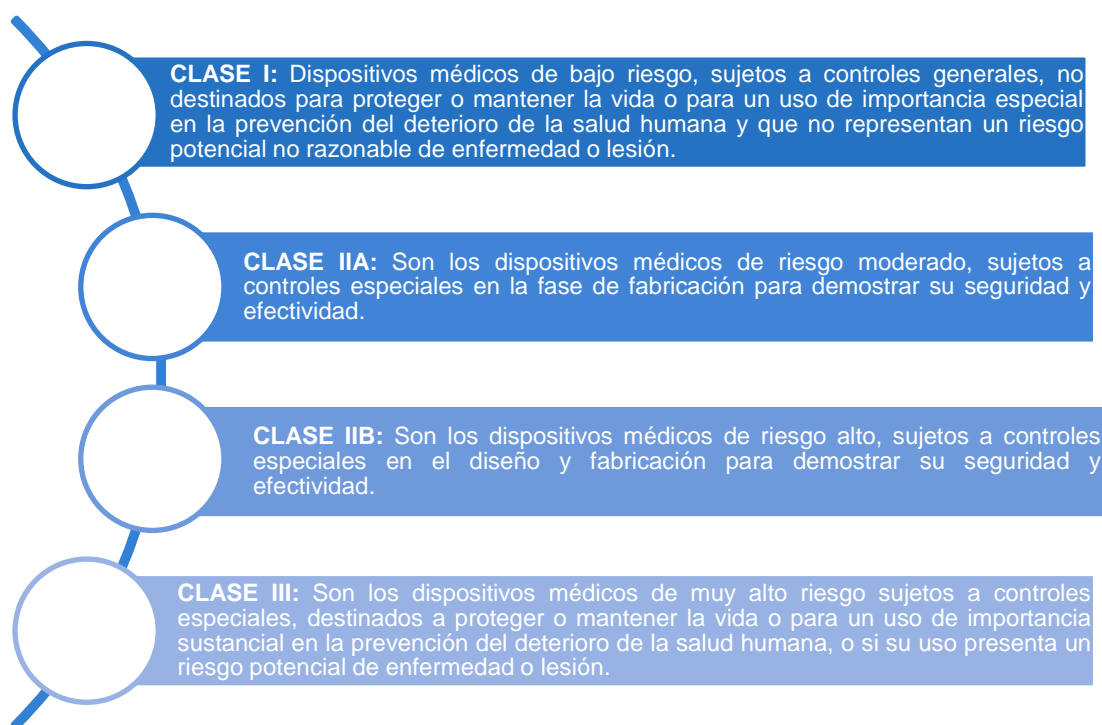 CLASE I: Dispositivos médicos de bajo riesgo, sujetos a controles generales, no
destinados para proteger o mantener la vida o para un uso de importancia especial
en la prevención del deterioro de la salud humana y que no representan un riesgo
potencial no razonable de enfermedad o lesión.
CLASE IIA: Son los dispositivos médicos de riesgo moderado, sujetos a
controles especiales en la fase de fabricación para demostrar su seguridad y
efectividad.
CLASE IIB: Son los dispositivos médicos de riesgo alto, sujetos a controles
especiales en el diseño y fabricación para demostrar su seguridad y
efectividad.
CLASE III: Son los dispositivos médicos de muy alto riesgo sujetos a controles
especiales, destinados a proteger o mantener la vida o para un uso de importancia
sustancial en la prevención del deterioro de la salud humana, o si su uso presenta un
riesgo potencial de enfermedad o lesión.